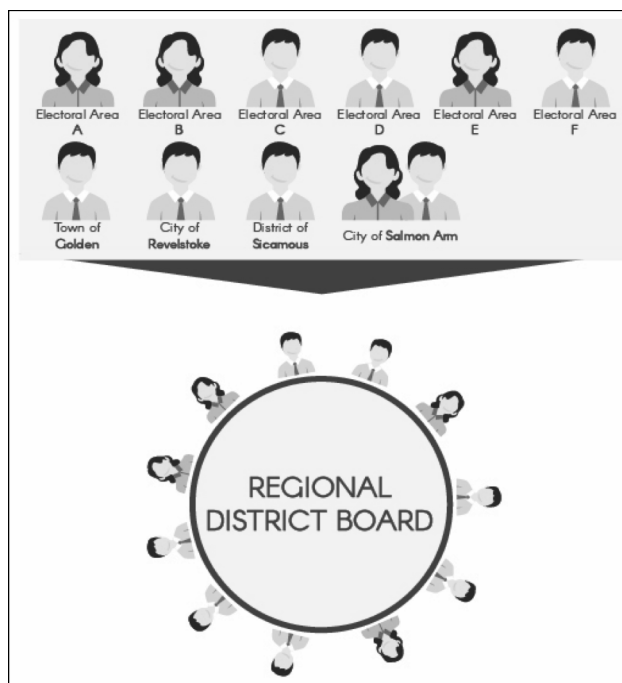 Electoral Area Electoral Area Electoral Area Electoral Area Electoral Area Electoral Area
A B C D E F
Town of City of District of City of Salmon Arm
Golden Revelstoke Sicamous
REGIONAL
DISTRICT BOARD